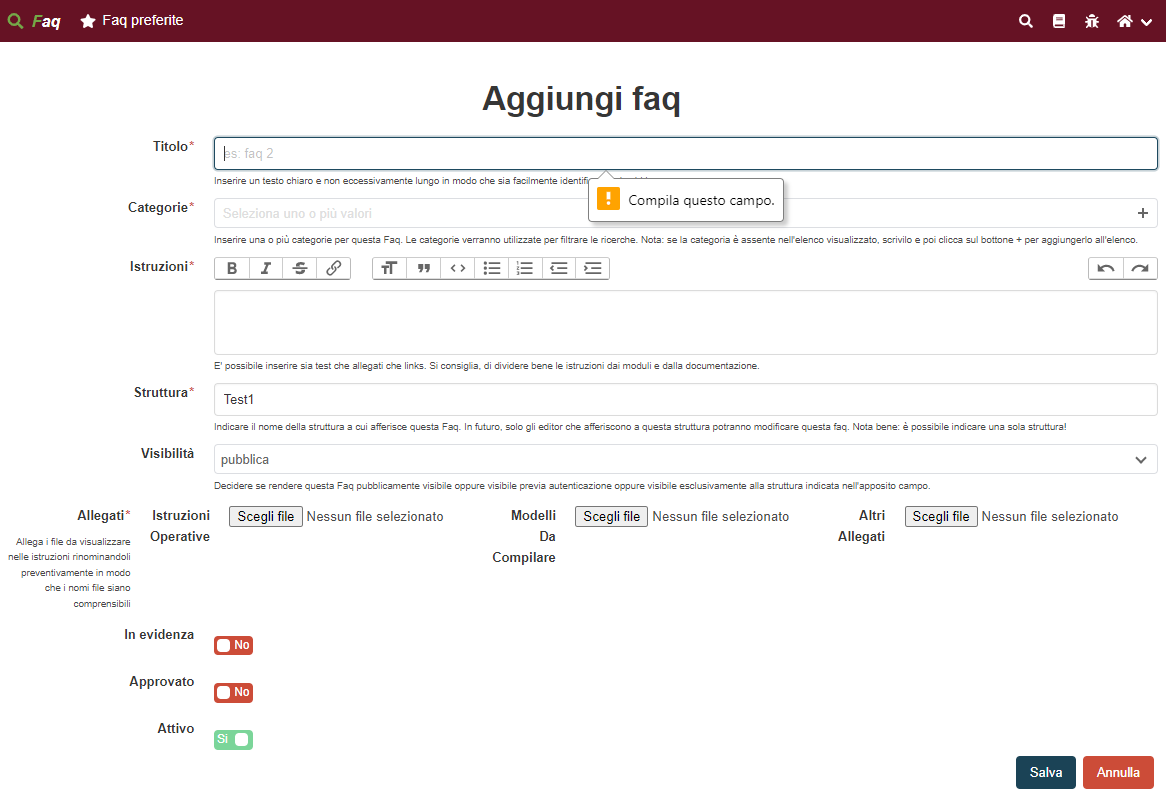 Faq Faq preferite
Aggiungi faq
Titolo*
es: faq 2
Inserire un testo chiaro e non eccessivamente lungo in modo che sia facilmente
Compila questo campo.
Categorie*
Seleziona uno o più valori
Inserire una o più categorie per questa Faq. Le categorie verranno utilizzate per filtrare le ricerche. Nota: se la categoria è assente nell'elenco visualizzato, scrivilo e poi clicca sul bottone + per aggiungerlo all'elenco.
Istruzioni*
E' possibile inserire sia test che allegati che links. Si consiglia, di dividere bene le istruzioni dai moduli e dalla documentazione.
Struttura*
Test1
Indicare il nome della struttura a cui afferisce questa Faq. In futuro, solo gli editor che afferiscono a questa struttura potranno modificare questa faq. Nota bene: è possibile indicare una sola struttura!
Visibilità
pubblica
Decidere se rendere questa Faq pubblicamente visibile oppure visibile previa autenticazione oppure visibile esclusivamente alla struttura indicata nell'apposito campo.
Allegati*
Allega i file da visualizzare
nelle istruzioni rinominandoli
preventivamente in modo
che i nomi file siano
comprensibili
Istruzioni
Operative
Scegli file Nessun file selezionato
Modelli
Da
Compilare
Scegli file Nessun file selezionato
Altri
Allegati
Scegli file Nessun file selezionato
In evidenza
No
Approvato
No
Attivo
Si
Salva Annulla